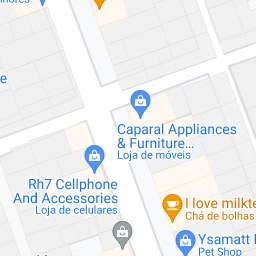 Caparal Appliances
& Furniture...
Loja de móveis
Rh7 Cellphone
And Accessories
Loja de celulares
I love milkte
Chá de bolhas
Ysamatt
Pet Shop